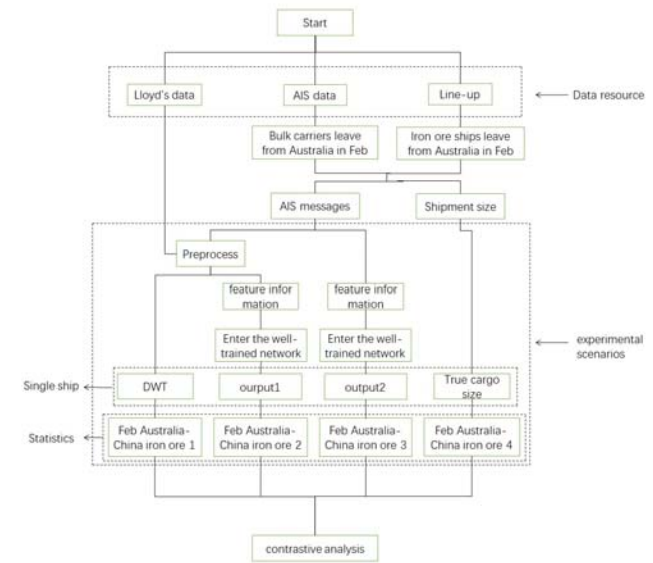 Start
Lloyd's data
AIS data
Line-up
Data resource
Bulk carriers leave
from Australia in Feb
Iron ore ships leave
from Australia in Feb
AIS messages
Shipment size
Preprocess
feature infor
mation
feature infor
mation
Enter the well-
trained network
Enter the well-
trained network
experimental
scenarios
Single ship
DWT
ourput1
output2
True cargo
size
Statistics
Feb Australia-
China iron ore 1
Feb Australia-
China iron ore 2
Feb Australia-
China iron ore 3
Feb Australia-
China iron ore 4
contrastive analysis